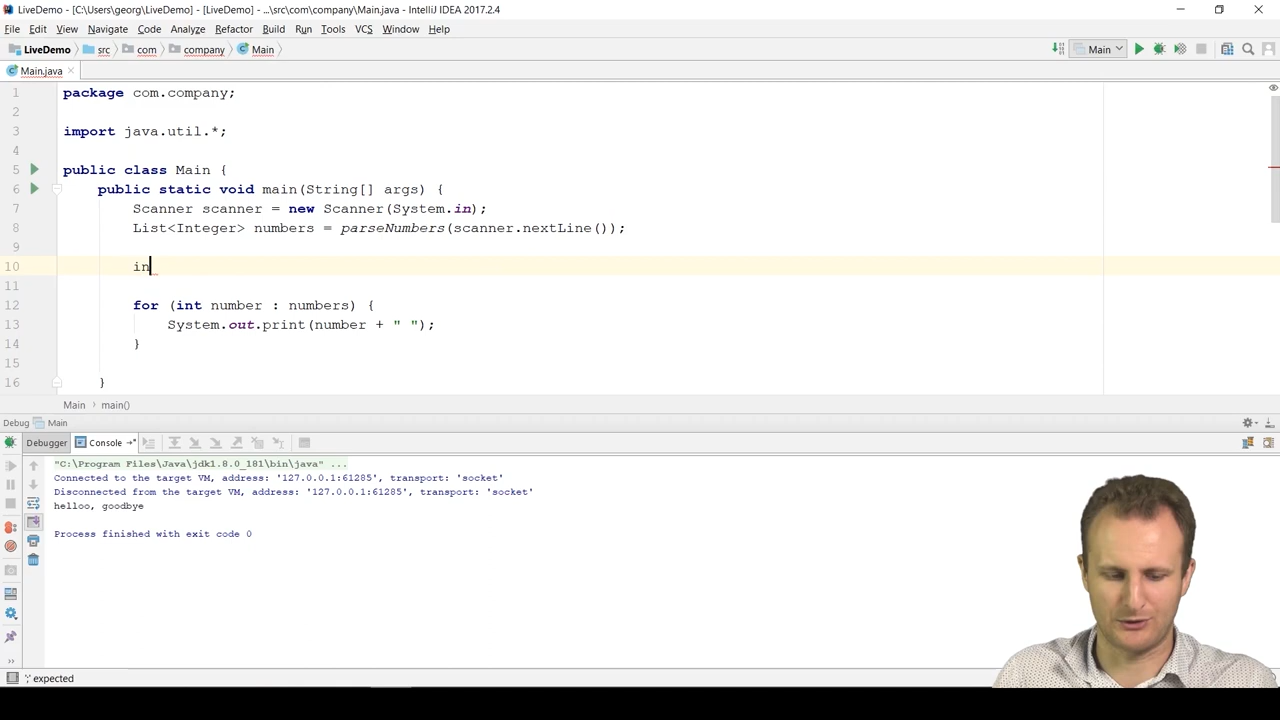 LiveDemo - [C:\Users\georg\LiveDemo] - [LiveDemo] - ...\src\com\company\Main.java - IntelliJ IDEA 2017.2.4
File Edit View Navigate Code Analyze Refactor Build Run Tools VCS Window Help
LiveDemo src com company Main Main
Main.java
1 package com.company;
2
3 import java.util.*;
4
5 public class Main {
6 public static void main(String[] args) {
7 Scanner scanner = new Scanner(System.in);
8 List<Integer> numbers = parseNumbers(scanner.nextLine());
9
10 in
11
12 for (int number : numbers) {
13 System.out.print(number + " ");
14 }
15
16 }
Main main()
Debug Main
Debugger Console
"C:\Program Files\Java\jdk1.8.0_181\bin\java" ...
Connected to the target VM, address: '127.0.0.1:61285', transport: 'socket'
Disconnected from the target VM, address: '127.0.0.1:61285', transport: 'socket'
helloo, goodbye
Process finished with exit code 0
';' expected